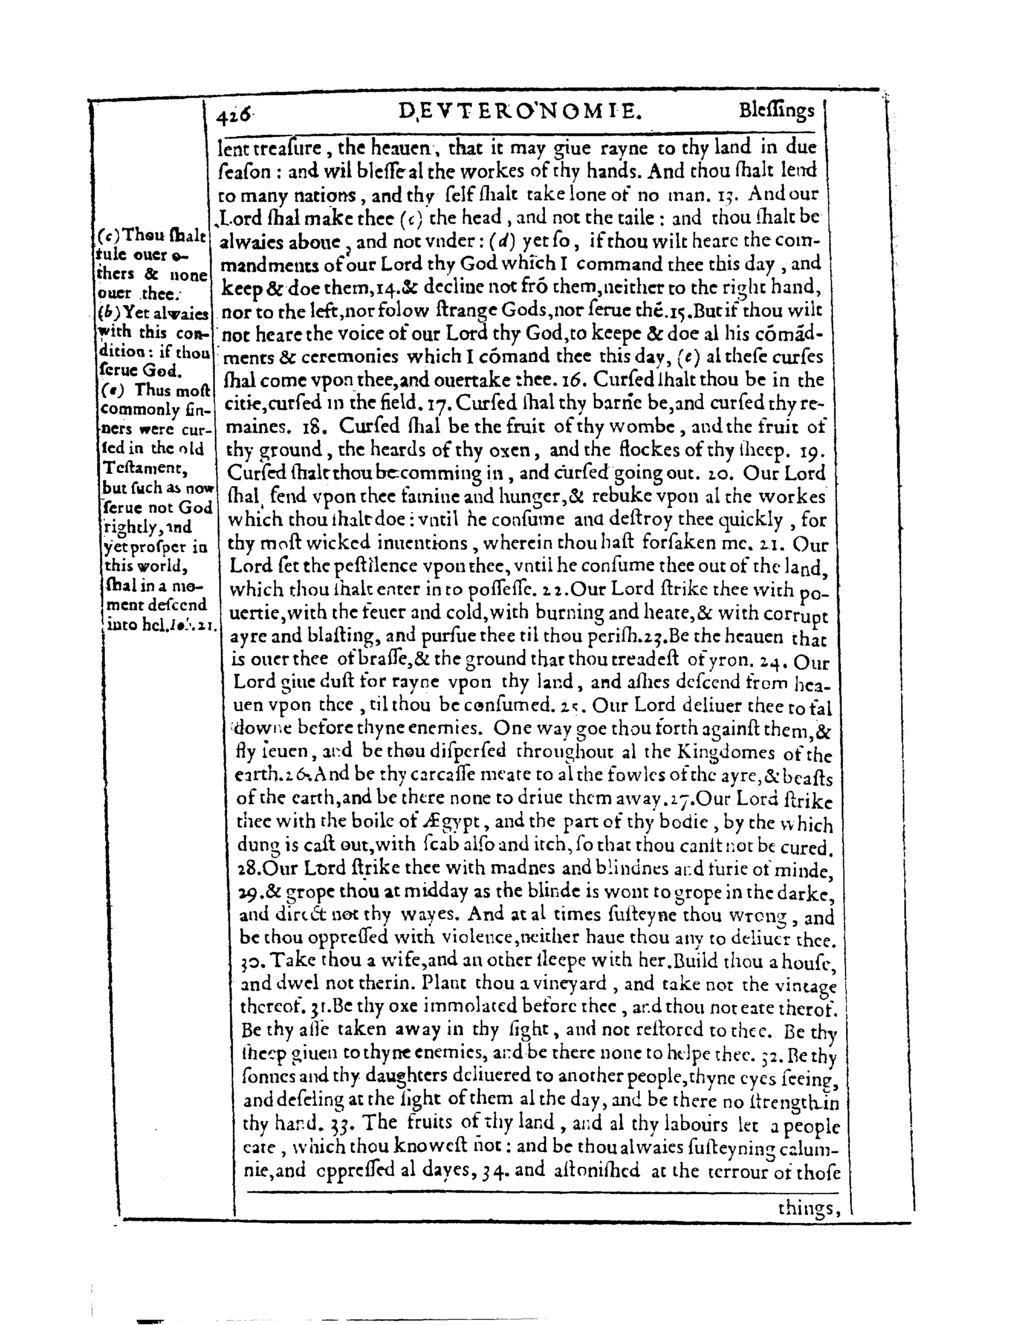 426 DEVTERONOMIE. Bleſſings
lent treaſure, the heauen, that it may giue rayne to thy land in due
ſeaſon : and wil bleſſe al the workes of thy hands. And thou ſhalt lend
to many nations, and thy ſelf ſhalt take lone of no man. 13. And our
Lord ſhal make thee (c) the head, and not the taile : and thou ſhalt be
alwaies aboue, and not vnder : (d) yet ſo, if thou wilt heare the com-
mandments of our Lord thy God which I command thee this day, and
keep & doe them,14.& decline not frõ them,neither to the right hand,
nor to the left,nor folow ſtrange Gods,nor ſerue thẽ.15.But if thou wilt
not heare the voice of our Lord thy God,to keepe & doe al his cõmãd-
ments & ceremonies which I cõmand thee this day, (e) al theſe curſes
ſhal come vpon thee,and ouertake thee. 16. Curſed ſhalt thou be in the
citie,curſed in the field. 17. Curſed ſhal thy barne be,and curſed thy re-
maines. 18. Curſed ſhal be the fruit of thy wombe, and the fruit of
thy ground, the heards of thy oxen, and the flockes of thy ſheep. 19.
Curſed ſhalt thou be comming in, and curſed going out. 20. Our Lord
ſhal ſend vpon thee famine and hunger,& rebuke vpon al the workes
which thou ſhalt doe : vntil he conſume and deſtroy thee quickly, for
thy moſt wicked inuentions, wherein thou haſt forſaken me. 21. Our
Lord ſet the peſtilence vpon thee, vntil he conſume thee out of the land,
which thou ſhalt enter in to poſſeſſe. 22.Our Lord ſtrike thee with po-
uertie,with the feuer and cold,with burning and heate,& with corrupt
ayre and blaſting, and purſue thee til thou periſh.23.Be the heauen that
is ouer thee of braſſe,& the ground that thou treadeſt of yron. 24. Our
Lord giue duſt for rayne vpon thy land, and aſhes deſcend from hea-
uen vpon thee, til thou be conſumed. 25. Our Lord deliuer thee to fal
downe before thyne enemies. One way goe thou forth againſt them,&
fly ſeuen, and be thou diſperſed throughout al the Kingdomes of the
earth.26.And be thy carcaſſe meate to al the fowles of the ayre,& beaſts
of the earth,and be there none to driue them away.27.Our Lord ſtrike
thee with the boile of Ægypt, and the part of thy bodie, by the which
dung is caſt out,with ſcab alſo and itch, ſo that thou canſt not be cured.
28.Our Lord ſtrike thee with madnes and blindnes and furie of minde,
29.& grope thou at midday as the blinde is wont to grope in the darke,
and direct not thy wayes. And at al times ſuſteyne thou wrong, and
be thou oppreſſed with violence,neither haue thou any to deliuer thee.
30. Take thou a wife,and an other ſleepe with her.Build thou a houſe,
and dwel not therin. Plant thou a vineyard, and take not the vintage
thereof. 31.Be thy oxe immolated before thee, and thou not eate therof.
Be thy aſſe taken away in thy ſight, and not reſtored to thee. Be thy
ſheep giuen to thyne enemies, and be there none to helpe thee. 32. Be thy
ſonnes and thy daughters deliuered to another people,thyne eyes ſeeing,
and deſeling at the ſight of them al the day, and be there no ſtrength in
thy hand. 33. The fruits of thy land, and al thy labours let a people
eate, which thou knoweſt not : and be thou alwaies ſuſteyning calum-
nie,and oppreſſed al dayes, 34. and aſtoniſhed at the terrour of thoſe
things,
(c) Thou ſhalt
rule ouer o-
thers & none
ouer thee.
(b) Yet alwaies
with this con-
dition : if thou
ſerue God.
(e) Thus moſt
commonly ſin-
ners were cur-
ſed in the old
Teſtament,
but ſuch as now
ſerue not God
rightly, and
yet proſper in
this world,
ſhal in a mo-
ment deſcend
into hel. 21.